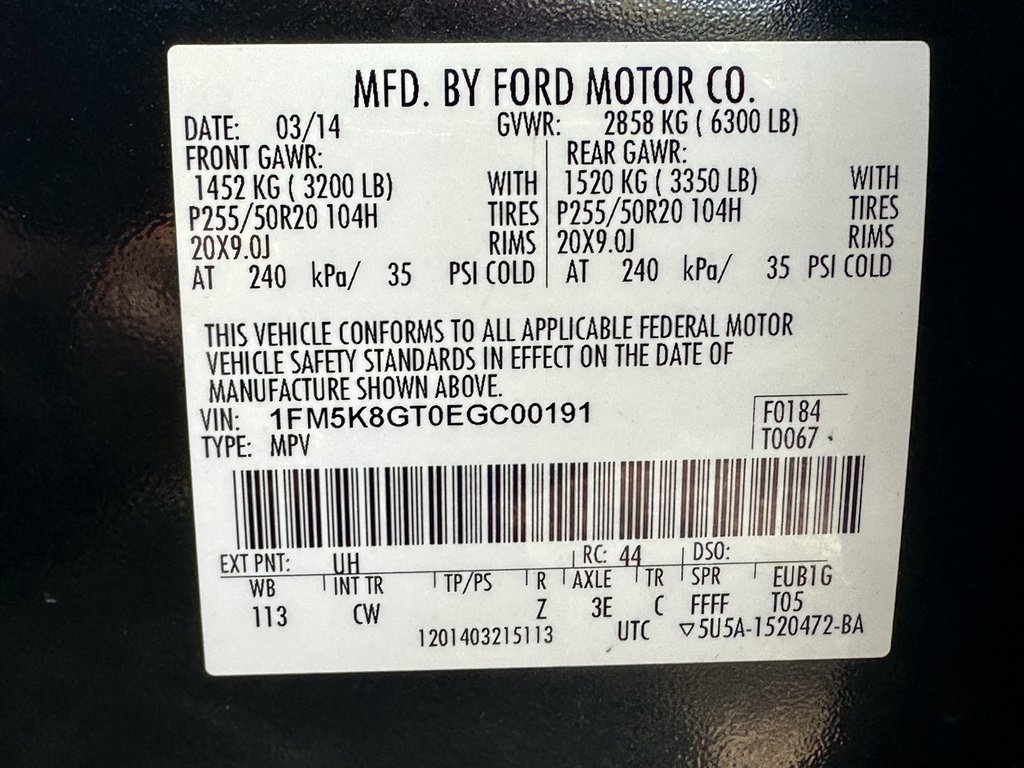 MFD. BY FORD MOTOR CO.
DATE: 03/14 GVWR: 2858 KG ( 6300 LB)
FRONT GAWR: REAR GAWR:
1452 KG ( 3200 LB) WITH 1520 KG ( 3350 LB) WITH
P255/50R20 104H TIRES P255/50R20 104H TIRES
20X9.0J RIMS 20X9.0J RIMS
AT 240 kPa/ 35 PSI COLD AT 240 kPa/ 35 PSI COLD
THIS VEHICLE CONFORMS TO ALL APPLICABLE FEDERAL MOTOR
VEHICLE SAFETY STANDARDS IN EFFECT ON THE DATE OF
MANUFACTURE SHOWN ABOVE.
VIN: 1FM5K8GT0EGC00191 F0184
TYPE: MPV T0067
EXT PNT: UH RC: 44 DSO:
WB INT TR TP/PS R AXLE TR SPR EUB1G
113 CW Z 3E C FFFF T05
1201403215113 UTC ▽5U5A-1520472-BA